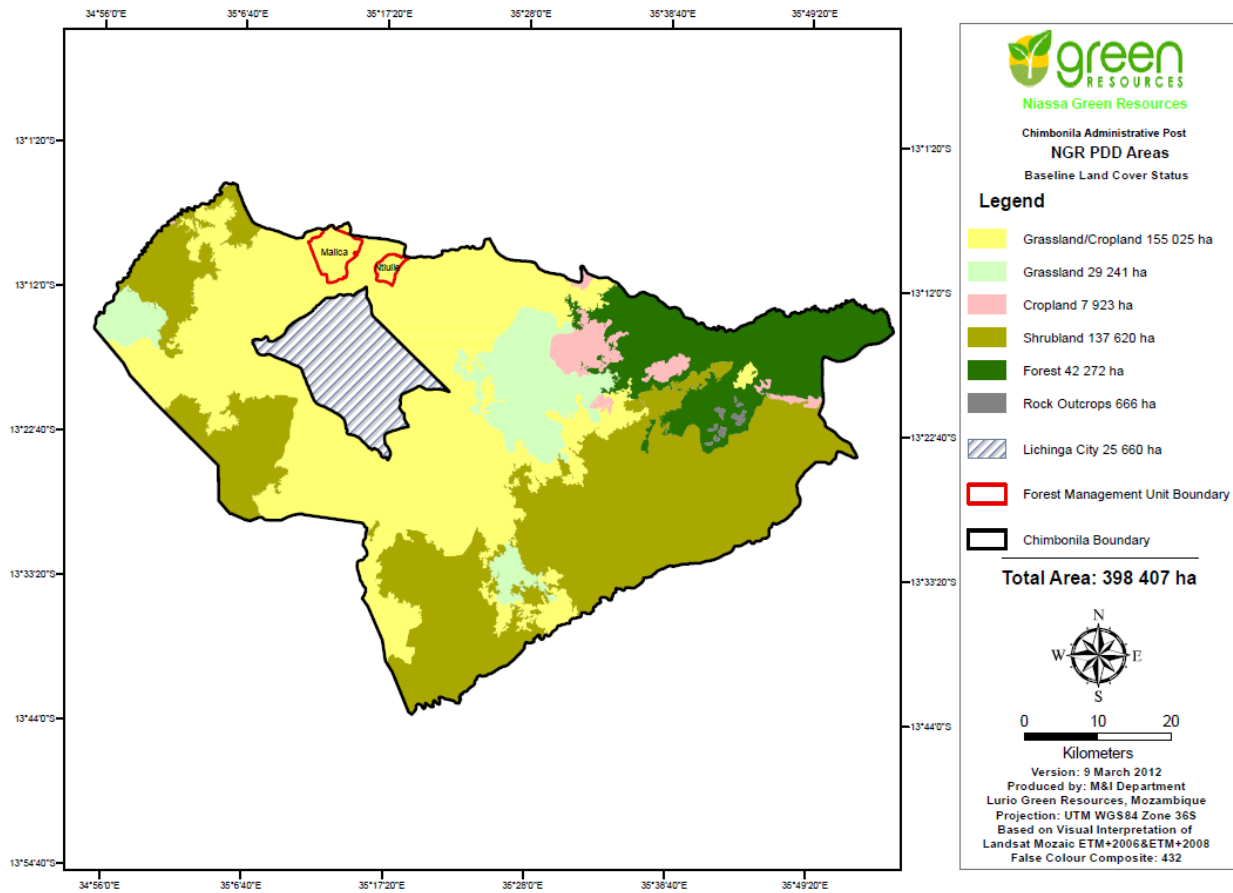 34°56'0"E 35°6'40"E 35°17'20"E 35°28'0"E 35°38'40"E 35°49'20"E
13°1'20"S 13°1'20"S
13°12'0"S 13°12'0"S
13°22'40"S 13°22'40"S
13°33'20"S 13°33'20"S
13°44'0"S 13°44'0"S
13°54'40"S
34°56'0"E 35°6'40"E 35°17'20"E 35°28'0"E 35°38'40"E 35°49'20"E
Malica
Ntiulie
green
RESOURCES
Niassa Green Resources
Chimbonila Administrative Post
NGR PDD Areas
Baseline Land Cover Status
Legend
Grassland/Cropland 155 025 ha
Grassland 29 241 ha
Cropland 7 923 ha
Shrubland 137 620 ha
Forest 42 272 ha
Rock Outcrops 666 ha
Lichinga City 25 660 ha
Forest Management Unit Boundary
Chimbonila Boundary
Total Area: 398 407 ha
N
W E
S
0 10 20
Kilometers
Version: 9 March 2012
Produced by: M&I Department
Lurio Green Resources, Mozambique
Projection: UTM WGS84 Zone 36S
Based on Visual Interpretation of
Landsat Mozaic ETM+2006&ETM+2008
False Colour Composite: 432